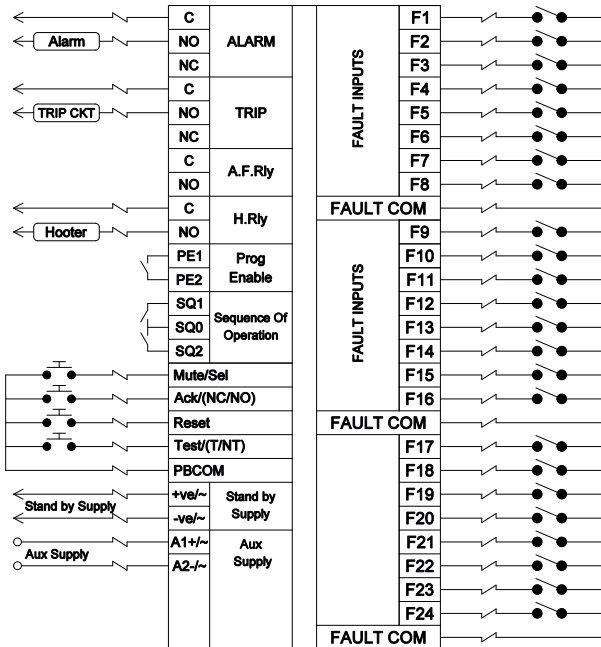 C
Alarm
NO
ALARM
NC
C
TRIP CKT
NO
TRIP
NC
C
A.F.Rly
NO
C
H.Rly
Hooter
NO
PE1
Prog
Enable
PE2
SQ1
SQ0
Sequence Of
Operation
SQ2
Mute/Sel
Ack/(NC/NO)
Reset
Test/(T/NT)
PBCOM
Stand by Supply
+ve/~
-ve/~
Stand by
Supply
Aux Supply
A1+/~
A2-/~
Aux
Supply
FAULT INPUTS
F1
F2
F3
F4
F5
F6
F7
F8
FAULT COM
FAULT INPUTS
F9
F10
F11
F12
F13
F14
F15
F16
FAULT COM
F17
F18
F19
F20
F21
F22
F23
F24
FAULT COM